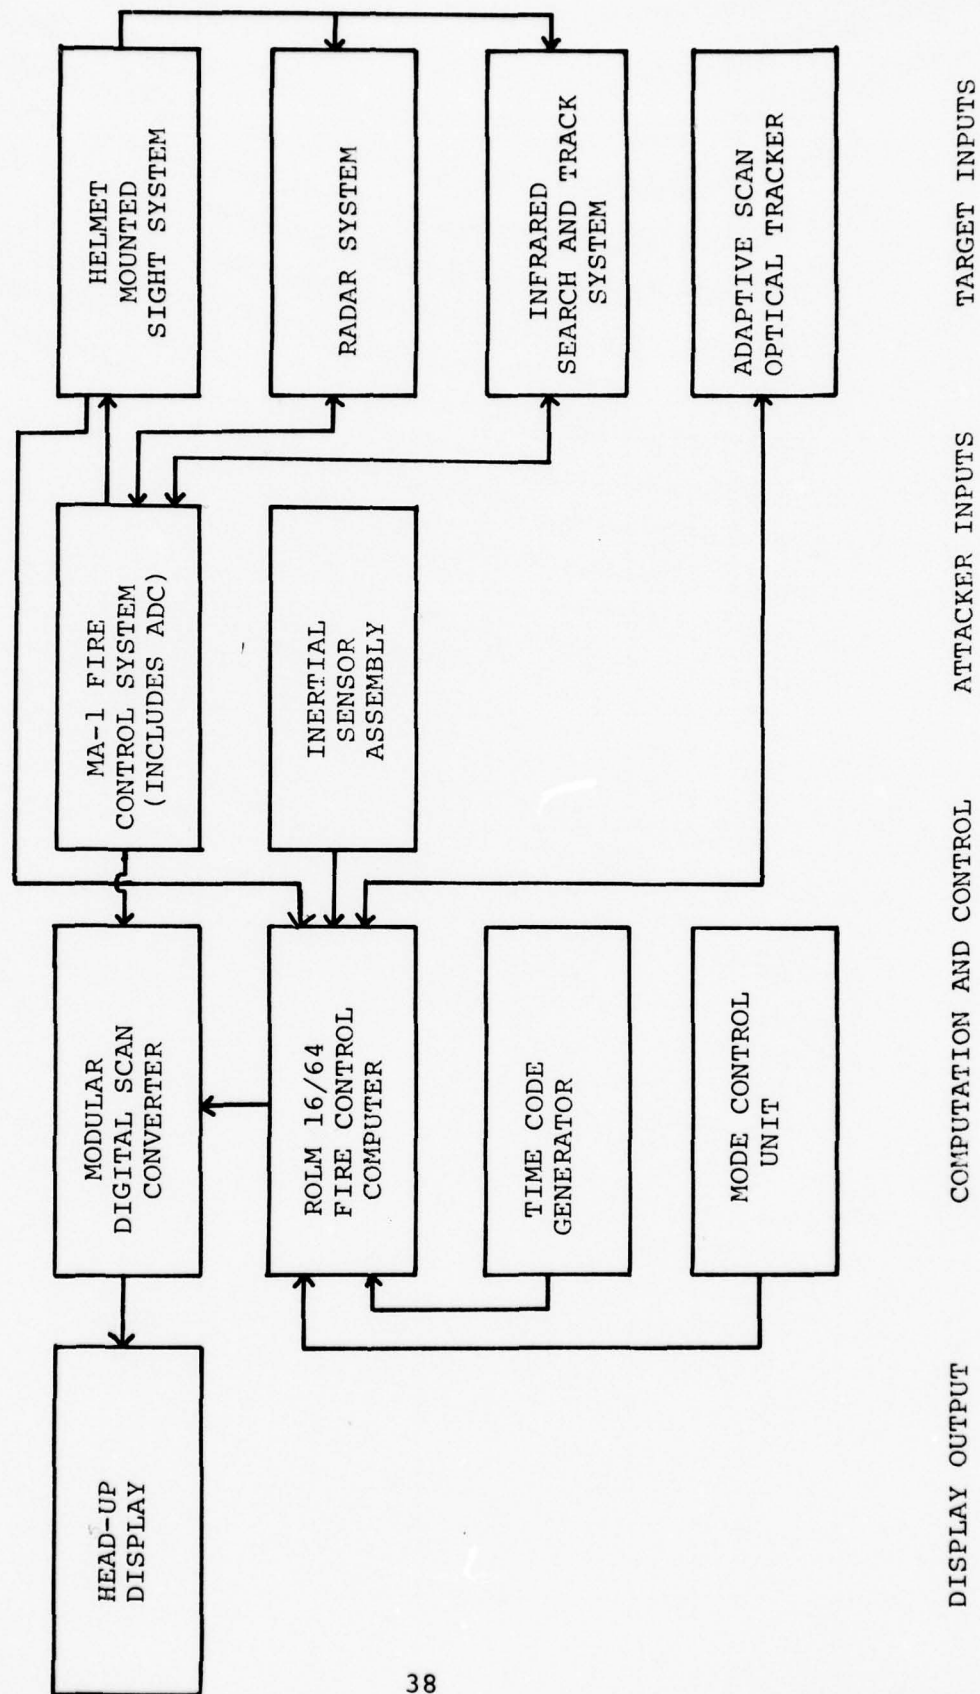 HEAD-UP
DISPLAY
MODULAR
DIGITAL SCAN
CONVERTER
MA-1 FIRE
CONTROL SYSTEM
(INCLUDES ADC)
HELMET
MOUNTED
SIGHT SYSTEM
ROLM 16/64
FIRE CONTROL
COMPUTER
INERTIAL
SENSOR
ASSEMBLY
RADAR SYSTEM
TIME CODE
GENERATOR
INFRARED
SEARCH AND TRACK
SYSTEM
MODE CONTROL
UNIT
ADAPTIVE SCAN
OPTICAL TRACKER
DISPLAY OUTPUT
COMPUTATION AND CONTROL
ATTACKER INPUTS
TARGET INPUTS
38